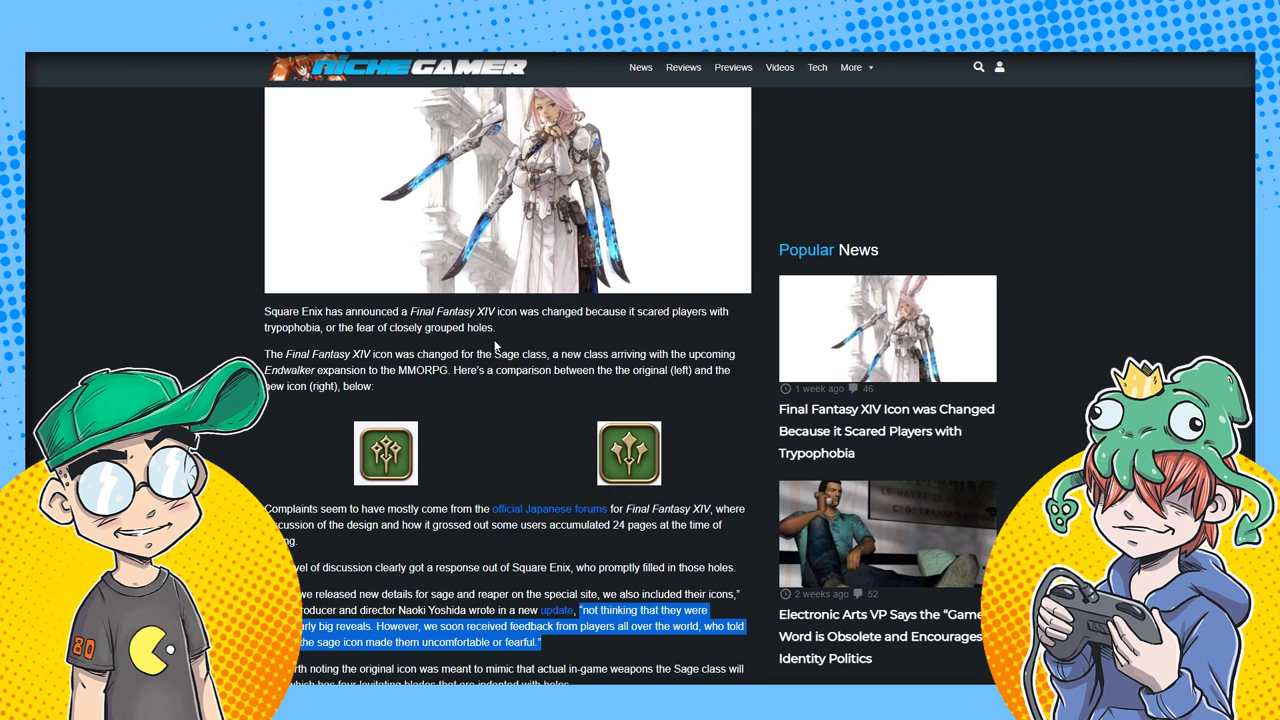 NICHEGAMER
News Reviews Previews Videos Tech More
Square Enix has announced a Final Fantasy XIV icon was changed because it scared players with
trypophobia, or the fear of closely grouped holes.
The Final Fantasy XIV icon was changed for the Sage class, a new class arriving with the upcoming
Endwalker expansion to the MMORPG. Here's a comparison between the the original (left) and the
new icon (right), below:
Complaints seem to have mostly come from the official Japanese forums for Final Fantasy XIV, where
discussion of the design and how it grossed out some users accumulated 24 pages at the time of
of discussion clearly got a response out of Square Enix, who promptly filled in those holes.
we released new details for sage and reaper on the special site, we also included their icons,"
and director Naoki Yoshida wrote in a new update, "not thinking that they were
big reveals. However, we soon received feedback from players all over the world, who told
the sage icon made them uncomfortable or fearful."
noting the original icon was meant to mimic that actual in-game weapons the Sage class will
Popular News
1 week ago 46
Final Fantasy XIV Icon was Changed
Because it Scared Players with
Trypophobia
2 weeks ago 52
Electronic Arts VP Says the "Game
Word is Obsolete and Encourages
Identity Politics
80